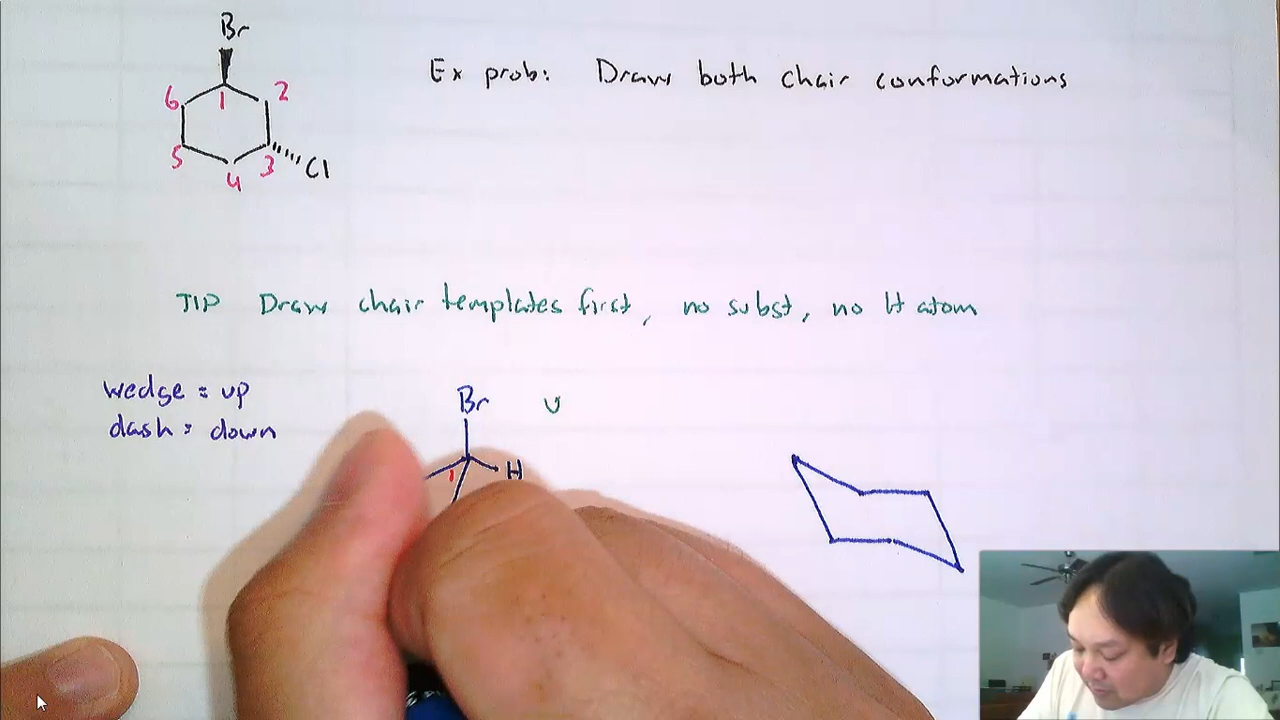 Br
6 1 2
5 4 3 Cl
Ex prob: Draw both chair conformations
TIP Draw chair templates first, no subst, no H atom
wedge = up
dash = down
Br U
1 H